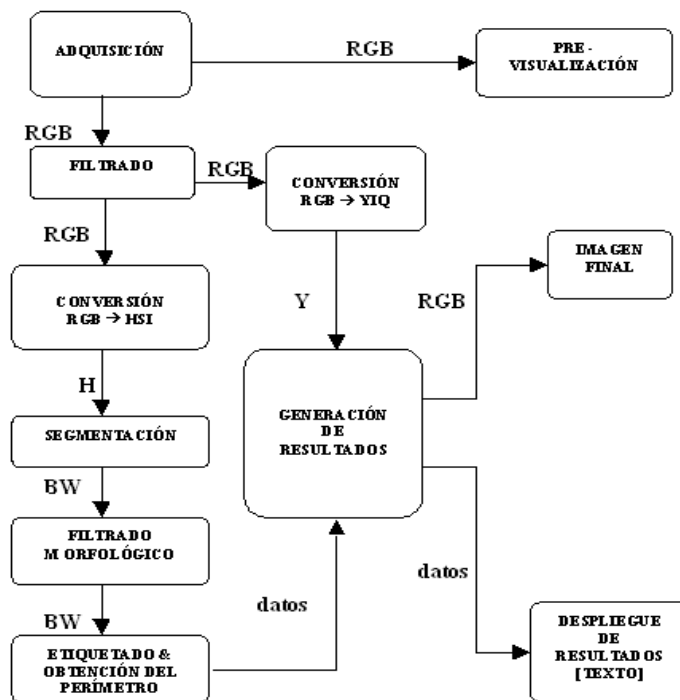 ADQUISICIÓN
RGB
PRE -
VISUALIZACIÓN
RGB
FILTRADO
RGB
CONVERSIÓN
RGB → YIQ
RGB
IMAGEN
FINAL
CONVERSIÓN
RGB → HSI
Y
RGB
H
GENERACIÓN
DE
RESULTADOS
SEGMENTACIÓN
BW
FILTRADO
MORFOLÓGICO
datos
datos
BW
DESPLIEGUE
DE
RESULTADOS
[TEXTO]
ETIQUETADO &
OBTENCIÓN DEL
PERÍMETRO